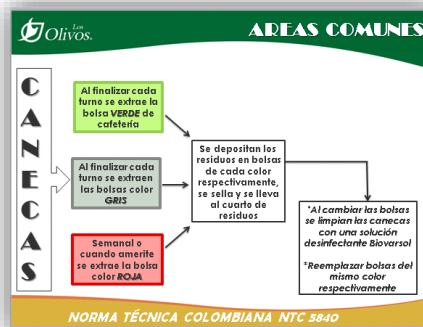 Los
Olivos.
AREAS COMUNES
CANECAS
Al finalizar cada
turno se extrae la
bolsa VERDE de
cafetería
Al finalizar cada
turno se extraen
las bolsas color
GRIS
Semanal o
cuando amerite
se extrae la bolsa
color ROJA
Se depositan los
residuos en bolsas
de cada color
respectivamente,
se sella y se lleva
al cuarto de
residuos
*Al cambiar las bolsas
se limpian las canecas
con una solución
desinfectante Biovarsol
*Reemplazar bolsas del
mismo color
respectivamente
NORMA TÉCNICA COLOMBIANA NTC 5840